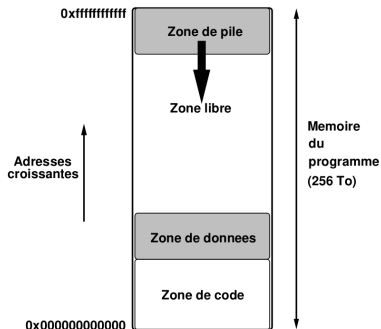 0xffffffffffff
Zone de pile
Zone libre
Adresses
croissantes
Memoire
du
programme
(256 To)
Zone de donnees
Zone de code
0x000000000000